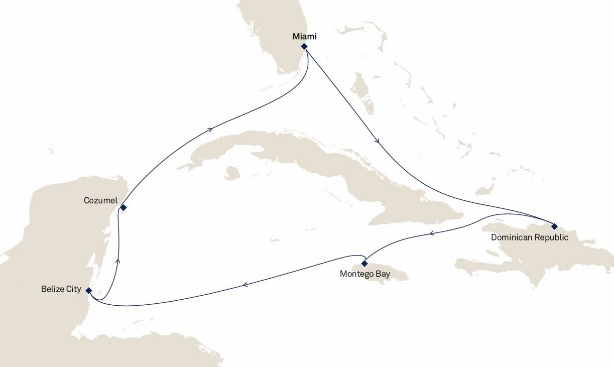 Miami
Cozumel
Dominican Republic
Montego Bay
Belize City